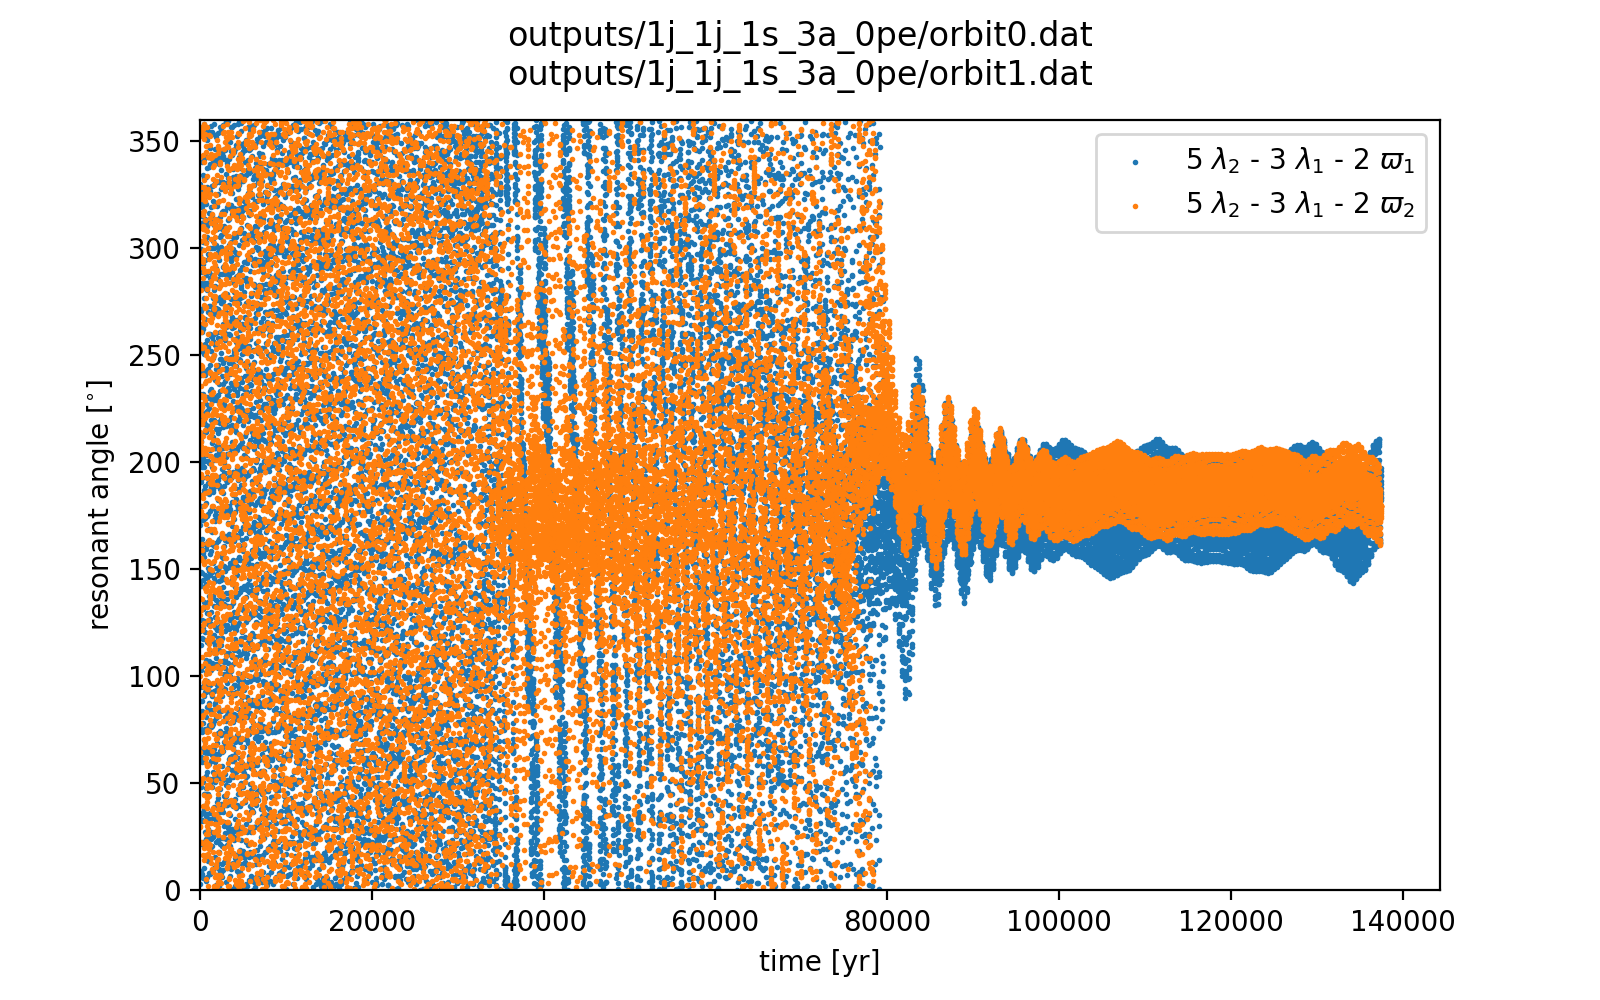 outputs/1j_1j_1s_3a_0pe/orbit0.dat
outputs/1j_1j_1s_3a_0pe/orbit1.dat
5 λ₂ - 3 λ₁ - 2 ϖ₁
5 λ₂ - 3 λ₁ - 2 ϖ₂
resonant angle [°]
350
300
250
200
150
100
50
0
0 20000 40000 60000 80000 100000 120000 140000
time [yr]